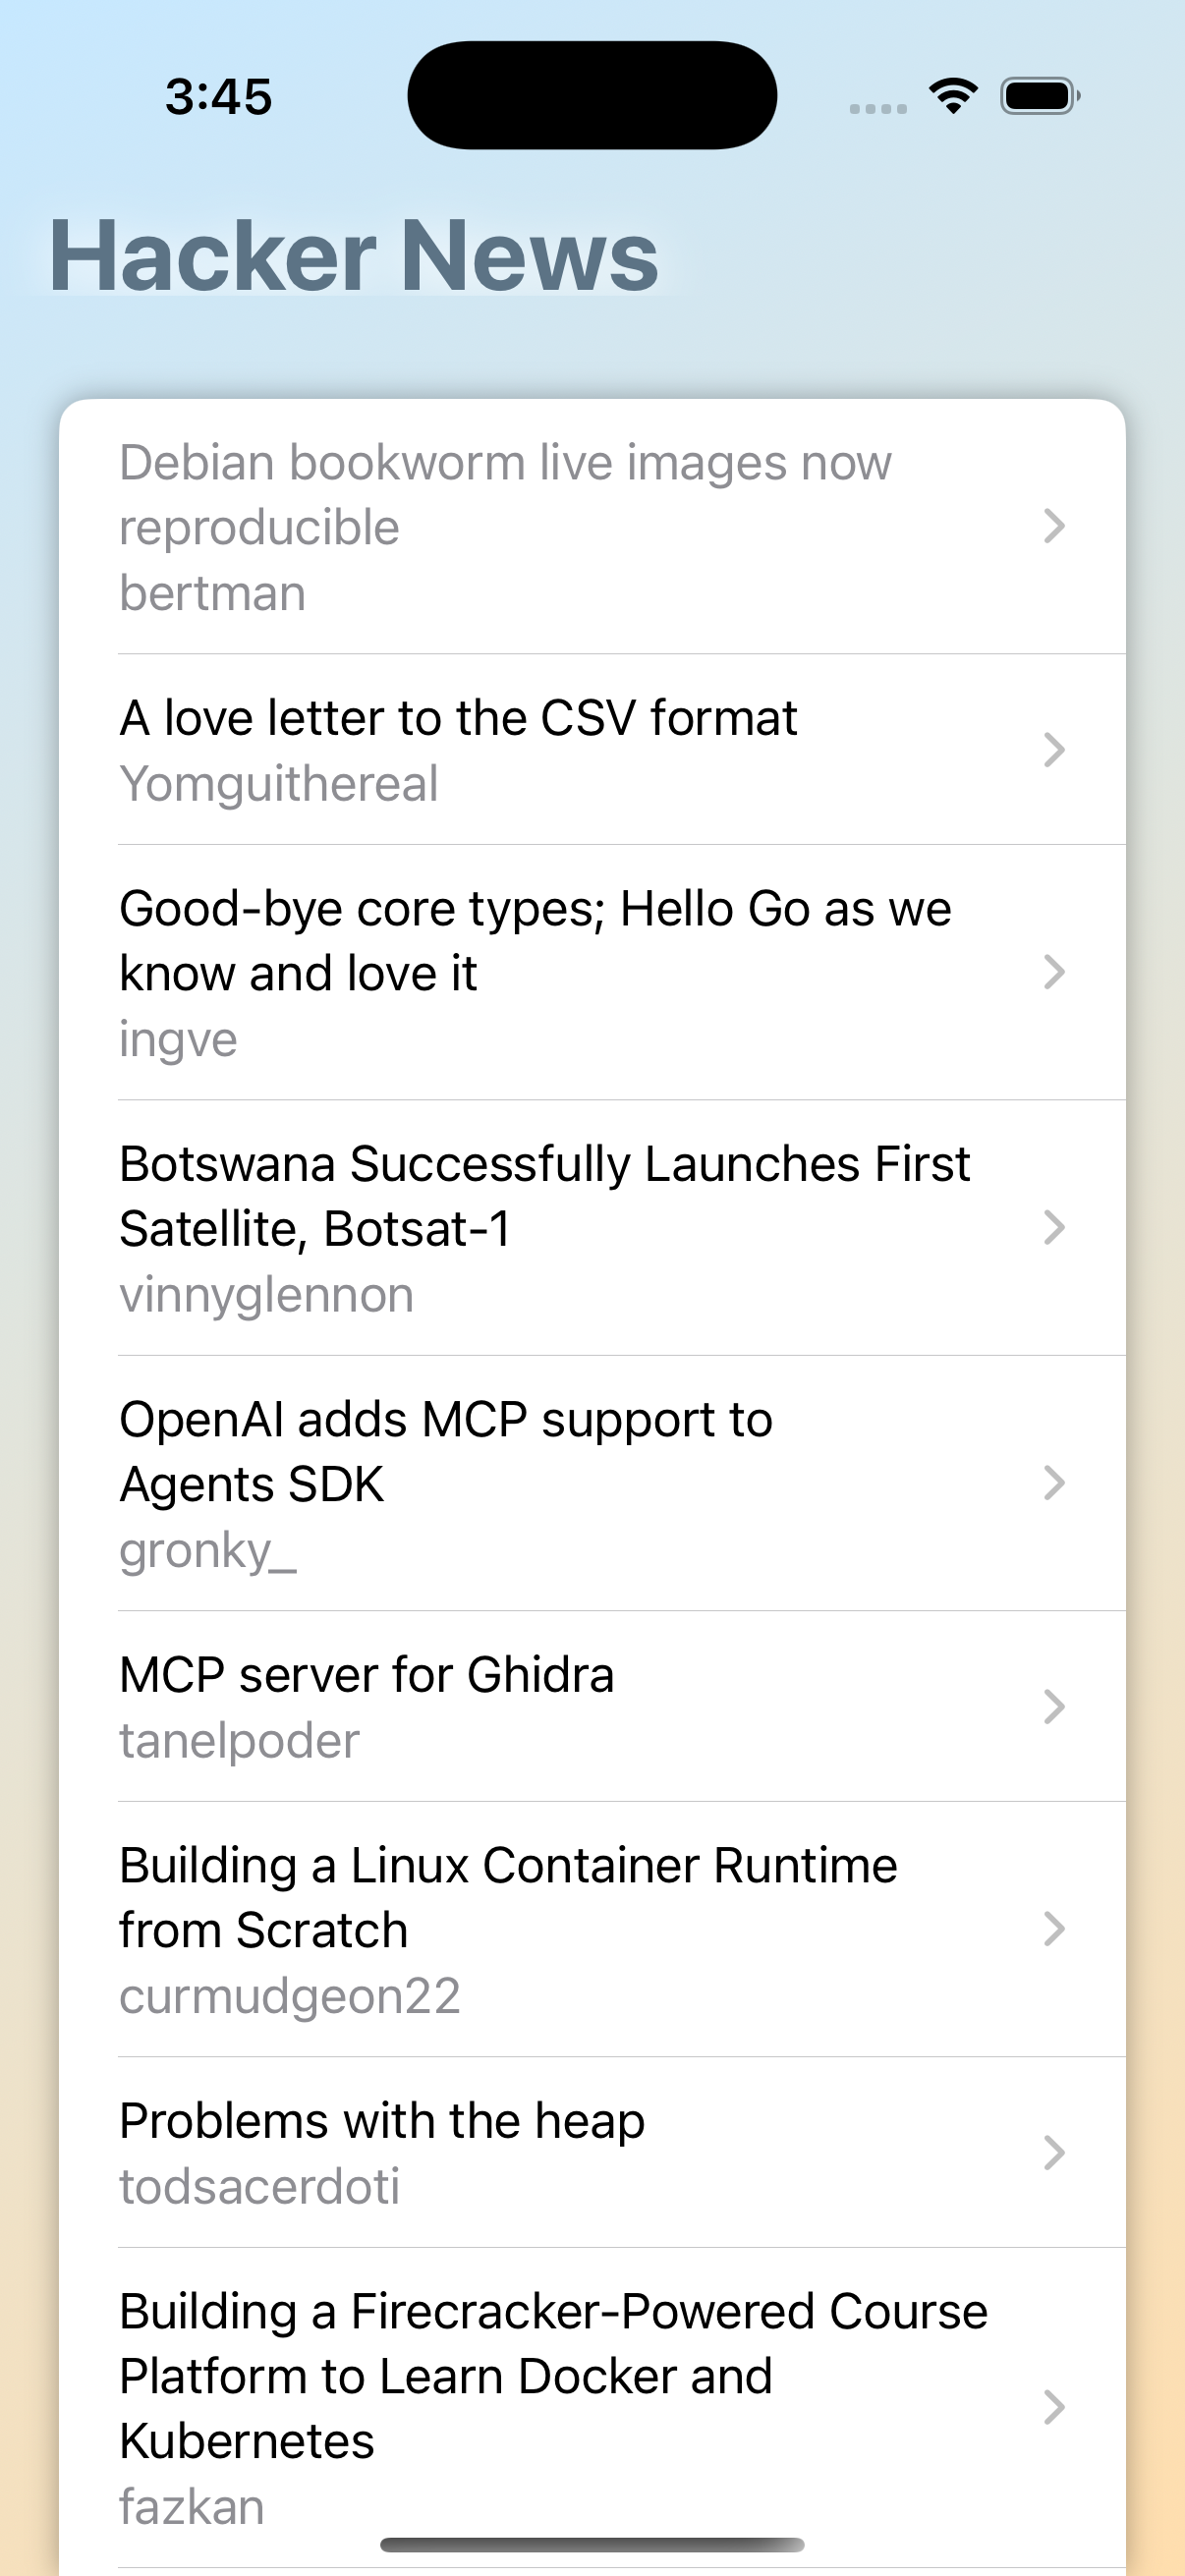 3:45
Hacker News
Debian bookworm live images now
reproducible
bertman
A love letter to the CSV format
Yomguithereal
Good-bye core types; Hello Go as we
know and love it
ingve
Botswana Successfully Launches First
Satellite, Botsat-1
vinnyglennon
OpenAI adds MCP support to
Agents SDK
gronky_
MCP server for Ghidra
tanelpoder
Building a Linux Container Runtime
from Scratch
curmudgeon22
Problems with the heap
todsacerdoti
Building a Firecracker-Powered Course
Platform to Learn Docker and
Kubernetes
fazkan